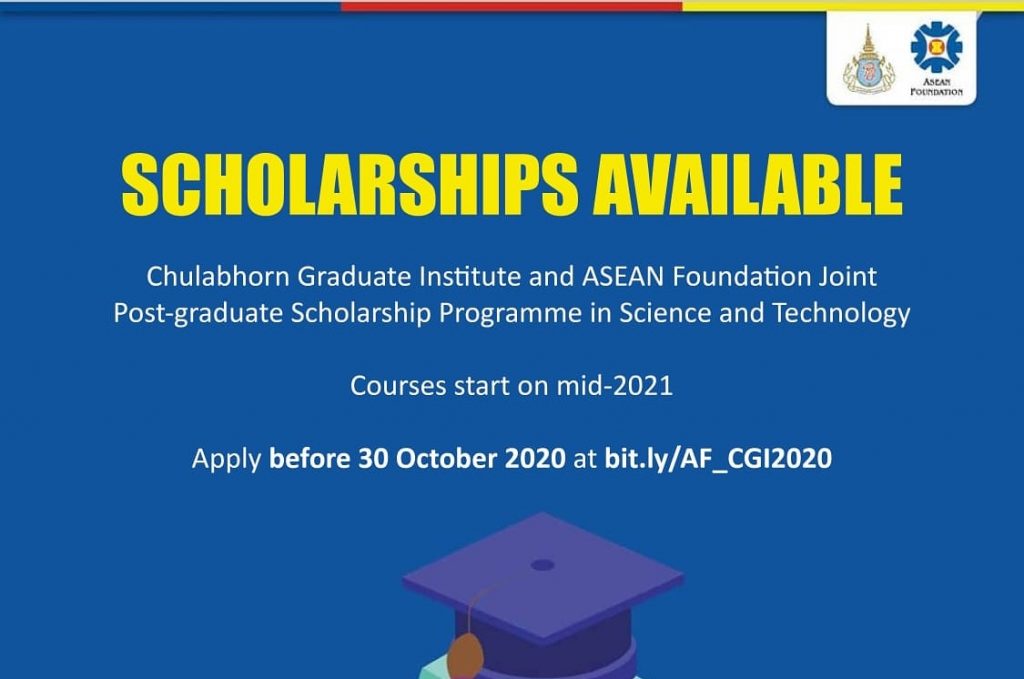 ASEAN
FOUNDATION
SCHOLARSHIPS AVAILABLE
Chulabhorn Graduate Institute and ASEAN Foundation Joint
Post-graduate Scholarship Programme in Science and Technology
Courses start on mid-2021
Apply before 30 October 2020 at bit.ly/AF_CGI2020